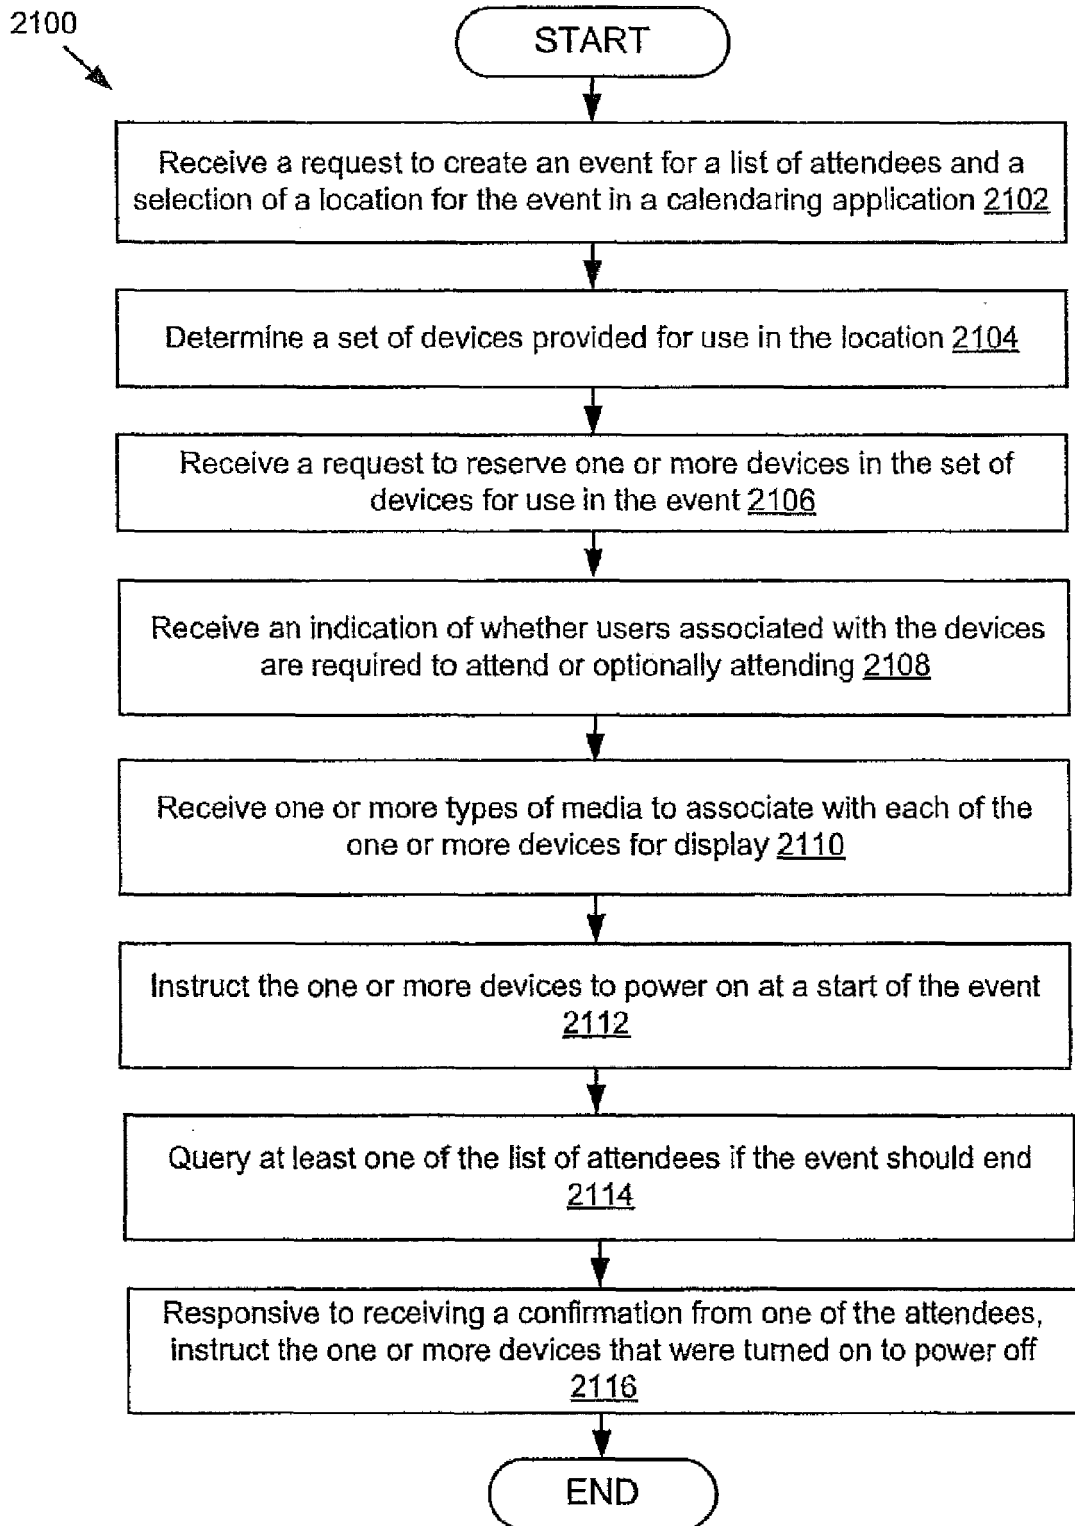 2100
START
Receive a request to create an event for a list of attendees and a
selection of a location for the event in a calendaring application 2102
Determine a set of devices provided for use in the location 2104
Receive a request to reserve one or more devices in the set of
devices for use in the event 2106
Receive an indication of whether users associated with the devices
are required to attend or optionally attending 2108
Receive one or more types of media to associate with each of the
one or more devices for display 2110
Instruct the one or more devices to power on at a start of the event
2112
Query at least one of the list of attendees if the event should end
2114
Responsive to receiving a confirmation from one of the attendees,
instruct the one or more devices that were turned on to power off
2116
END